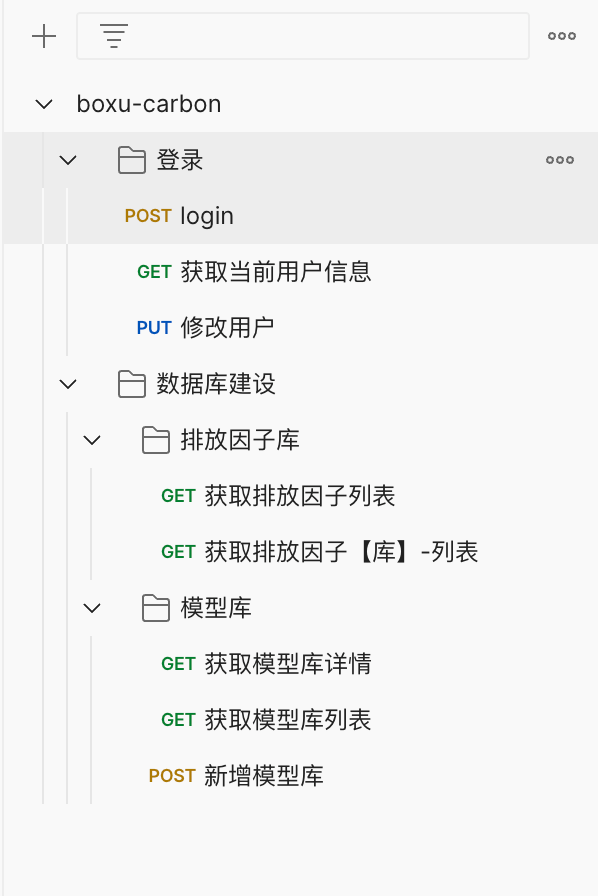 boxu-carbon
登录
POST login
GET 获取当前用户信息
PUT 修改用户
数据库建设
排放因子库
GET 获取排放因子列表
GET 获取排放因子【库】-列表
模型库
GET 获取模型库详情
GET 获取模型库列表
POST 新增模型库